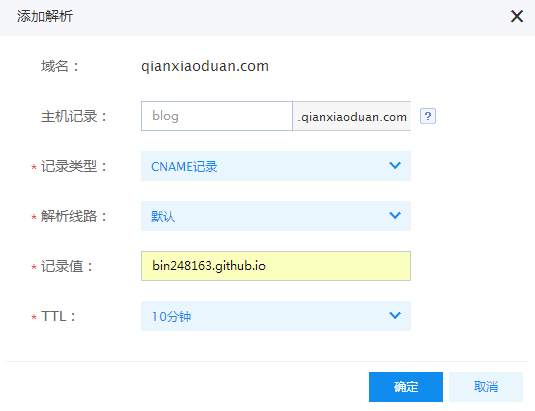 添加解析
域名： qianxiaoduan.com
主机记录： blog .qianxiaoduan.com ?
* 记录类型： CNAME记录
* 解析线路： 默认
* 记录值： bin248163.github.io
* TTL： 10分钟
确定 取消